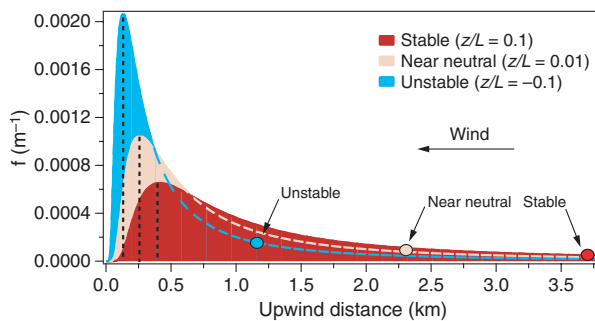 f (m⁻¹)
0.0020
0.0016
0.0012
0.0008
0.0004
0.0000
Stable (z/L = 0.1)
Near neutral (z/L = 0.01)
Unstable (z/L = –0.1)
Wind
Unstable
Near neutral Stable
0.0 0.5 1.0 1.5 2.0 2.5 3.0 3.5
Upwind distance (km)